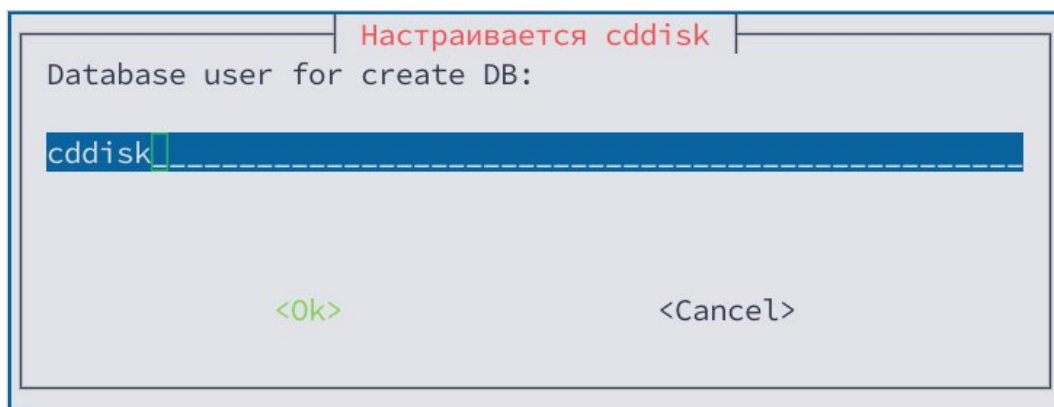 Настраивается cddisk
Database user for create DB:
cddisk
<Ok> <Cancel>